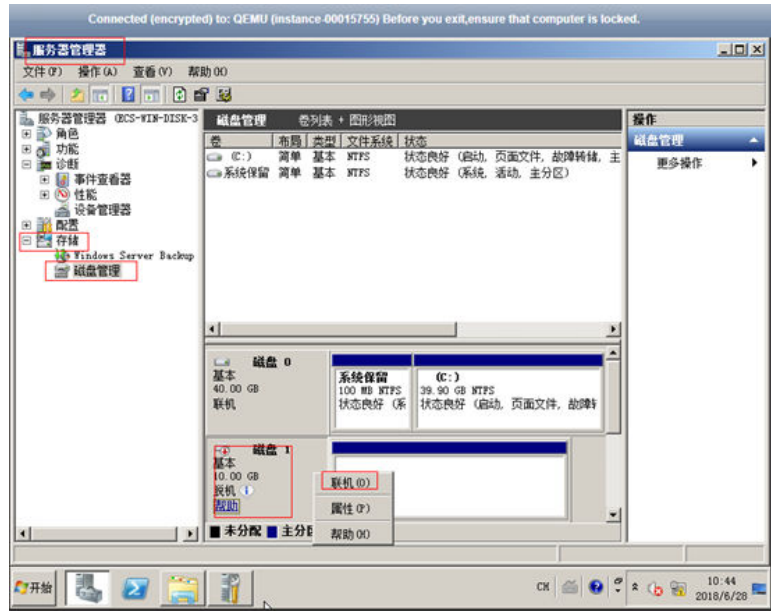 Connected (encrypted) to: QEMU (instance-00015755) Before you exit,ensure that computer is locked.
服务器管理器
文件(F) 操作(A) 查看(V) 帮助(H)
服务器管理器 (ECS-WIN-DISK-3
角色
功能
诊断
事件查看器
性能
设备管理器
配置
存储
Windows Server Backup
磁盘管理
磁盘管理 卷列表 + 图形视图
卷 布局 类型 文件系统 状态
(C:) 简单 基本 NTFS 状态良好 (启动, 页面文件, 故障转储, 主
系统保留 简单 基本 NTFS 状态良好 (系统, 活动, 主分区)
磁盘 0
基本
40.00 GB
联机
系统保留
100 MB NTFS
状态良好 (系
(C:)
39.90 GB NTFS
状态良好 (启动, 页面文件, 故障转
磁盘 1
基本
10.00 GB
脱机
帮助
联机(O)
属性(P)
帮助(H)
未分配 主分区
操作
磁盘管理
更多操作
开始
CH
10:44
2018/6/28